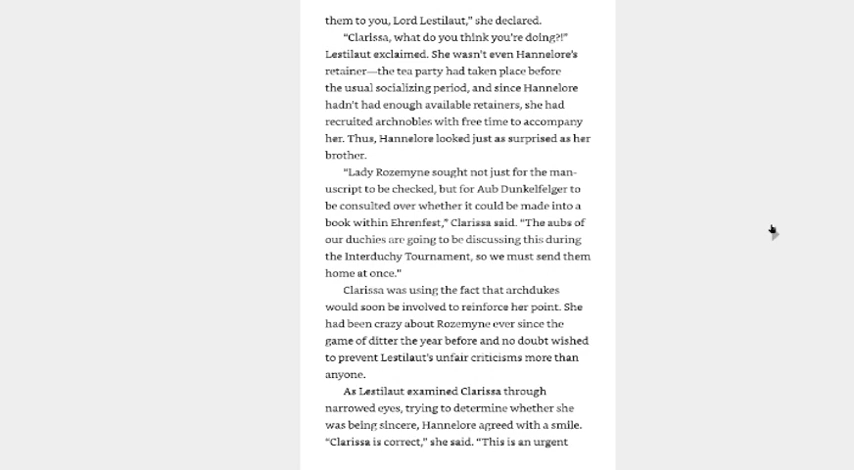 them to you, Lord Lestilaut,” she declared.
“Clarissa, what do you think you’re doing?!”
Lestilaut exclaimed. She wasn’t even Hannelore’s
retainer—the tea party had taken place before
the usual socializing period, and since Hannelore
hadn’t had enough available retainers, she had
recruited archnobles with free time to accompany
her. Thus, Hannelore looked just as surprised as her
brother.
“Lady Rozemyne sought not just for the man-
uscript to be checked, but for Aub Dunkelfelger to
be consulted over whether it could be made into a
book within Ehrenfest,” Clarissa said. “The aubs of
our duchies are going to be discussing this during
the Interduchy Tournament, so we must send them
home at once.”
Clarissa was using the fact that archdukes
would soon be involved to reinforce her point. She
had been crazy about Rozemyne ever since the
game of ditter the year before and no doubt wished
to prevent Lestilaut’s unfair criticisms more than
anyone.
As Lestilaut examined Clarissa through
narrowed eyes, trying to determine whether she
was being sincere, Hannelore agreed with a smile.
“Clarissa is correct,” she said. “This is an urgent